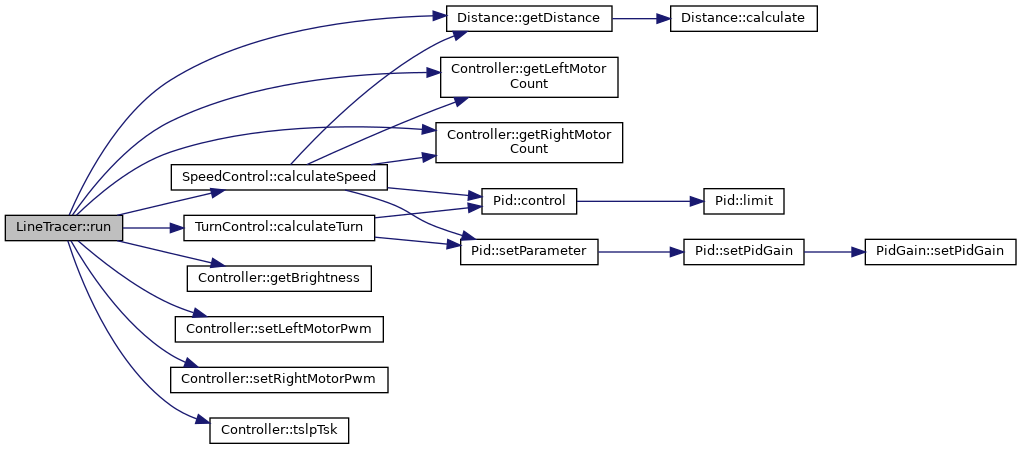 Distance::getDistance
Distance::calculate
Controller::getLeftMotor
Count
Controller::getRightMotor
Count
SpeedControl::calculateSpeed
Pid::control
Pid::limit
LineTracer::run
TurnControl::calculateTurn
Pid::setParameter
Pid::setPidGain
PidGain::setPidGain
Controller::getBrightness
Controller::setLeftMotorPwm
Controller::setRightMotorPwm
Controller::tslpTsk